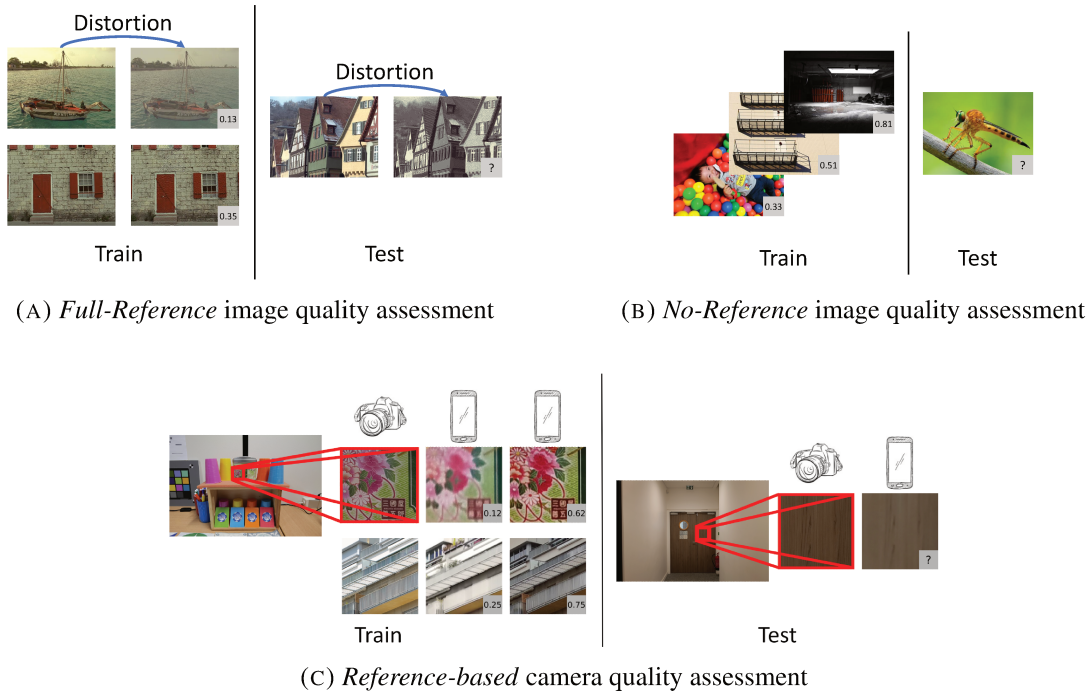 Distortion
0.13
0.35
Train
Distortion
?
Test
(A) Full-Reference image quality assessment
0.81
0.51
0.33
Train
?
Test
(B) No-Reference image quality assessment
0.12
0.62
0.25
0.75
Train
?
Test
(C) Reference-based camera quality assessment